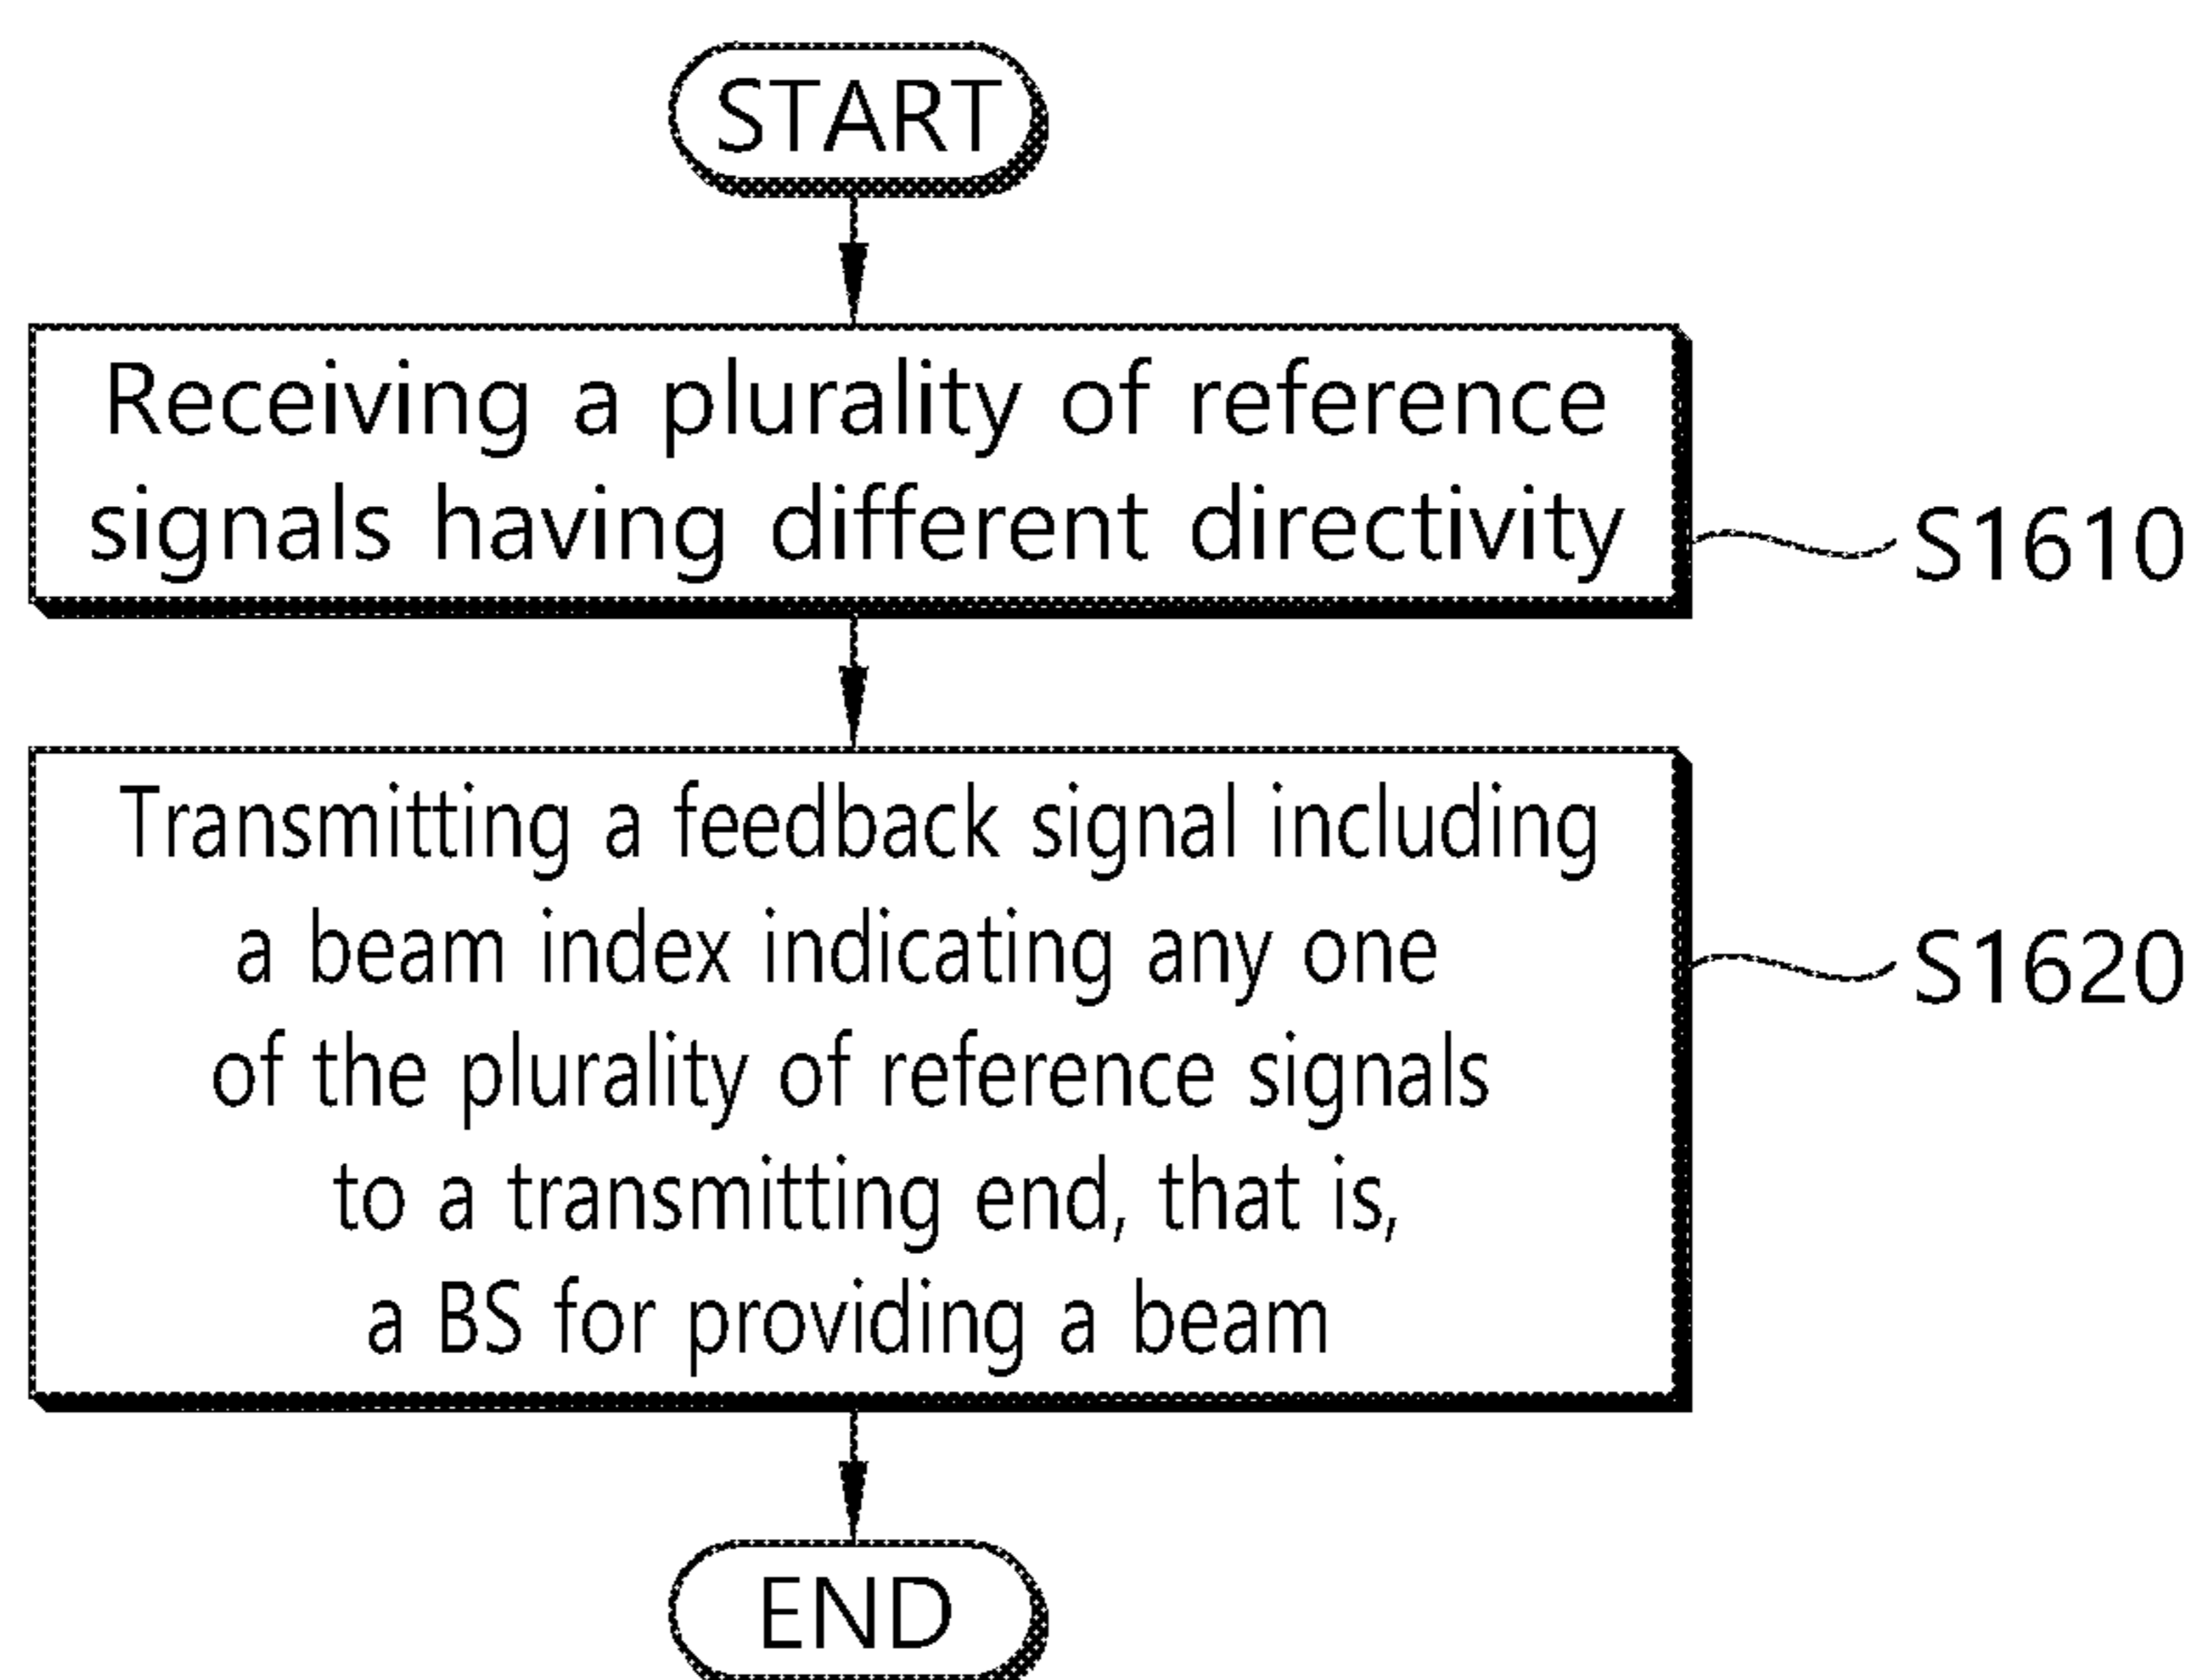 START
Receiving a plurality of reference
signals having different directivity
S1610
Transmitting a feedback signal including
a beam index indicating any one
of the plurality of reference signals
to a transmitting end, that is,
a BS for providing a beam
S1620
END